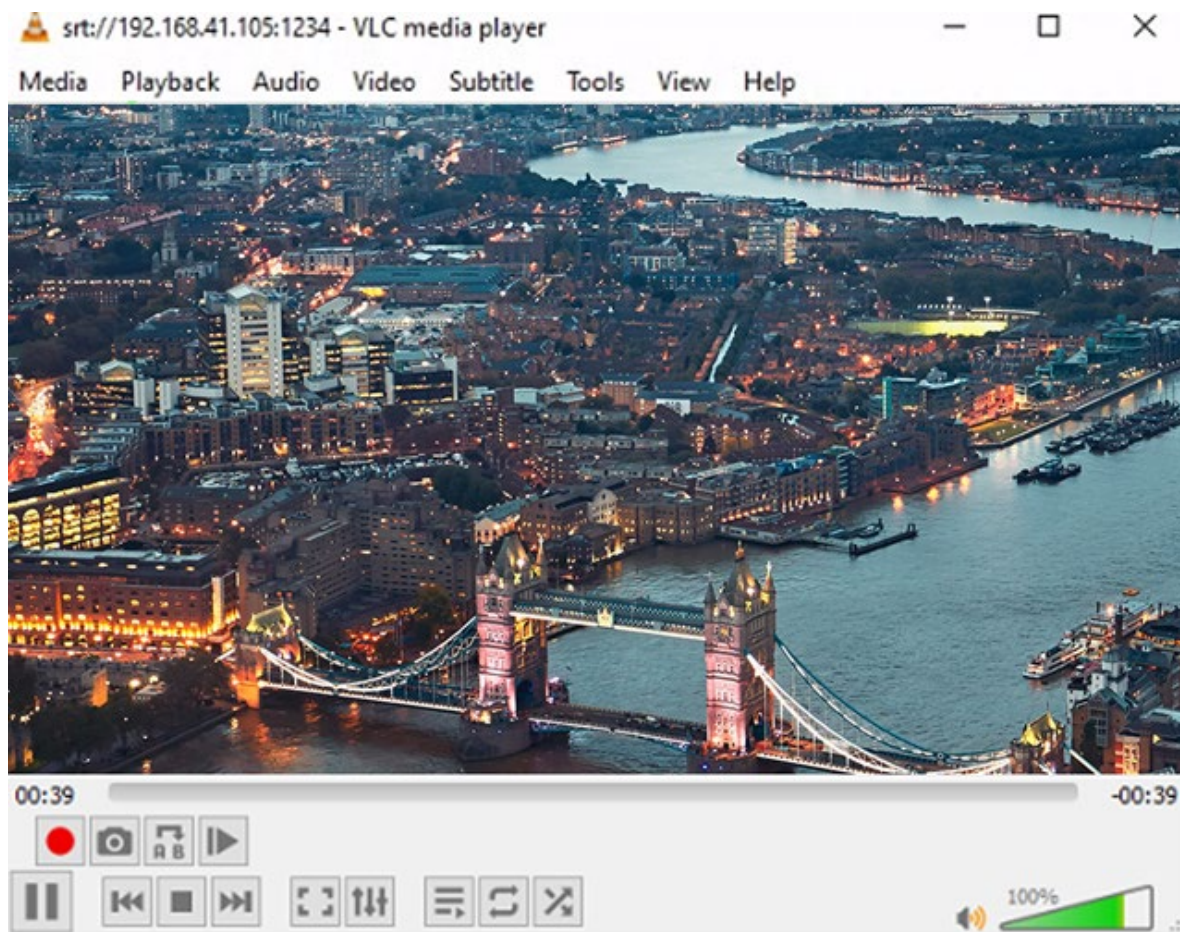 srt://192.168.41.105:1234 - VLC media player
Media Playback Audio Video Subtitle Tools View Help
00:39 -00:39
A B
100%